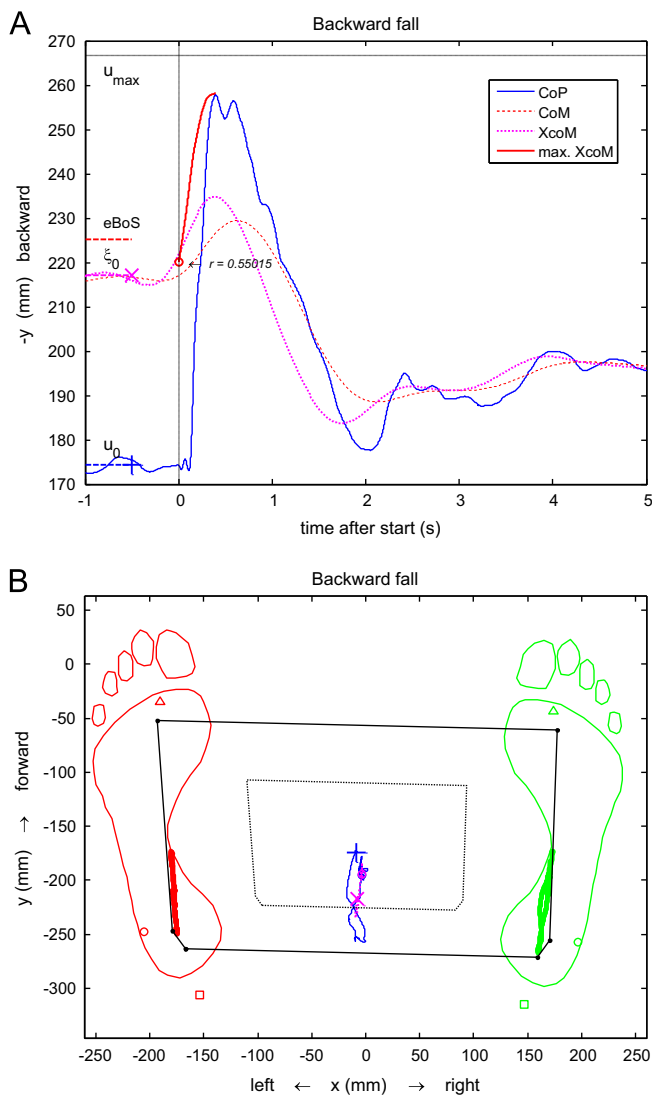 A
Backward fall
270
260
250
240
230
220
210
200
190
180
170
-y (mm) backward
u_max
eBoS
ξ_0
u_0
← r = 0.55015
CoP
CoM
XcoM
max. XcoM
-1 0 1 2 3 4 5
time after start (s)
B
Backward fall
50
0
-50
-100
-150
-200
-250
-300
y (mm) → forward
-250 -200 -150 -100 -50 0 50 100 150 200 250
left ← x (mm) → right